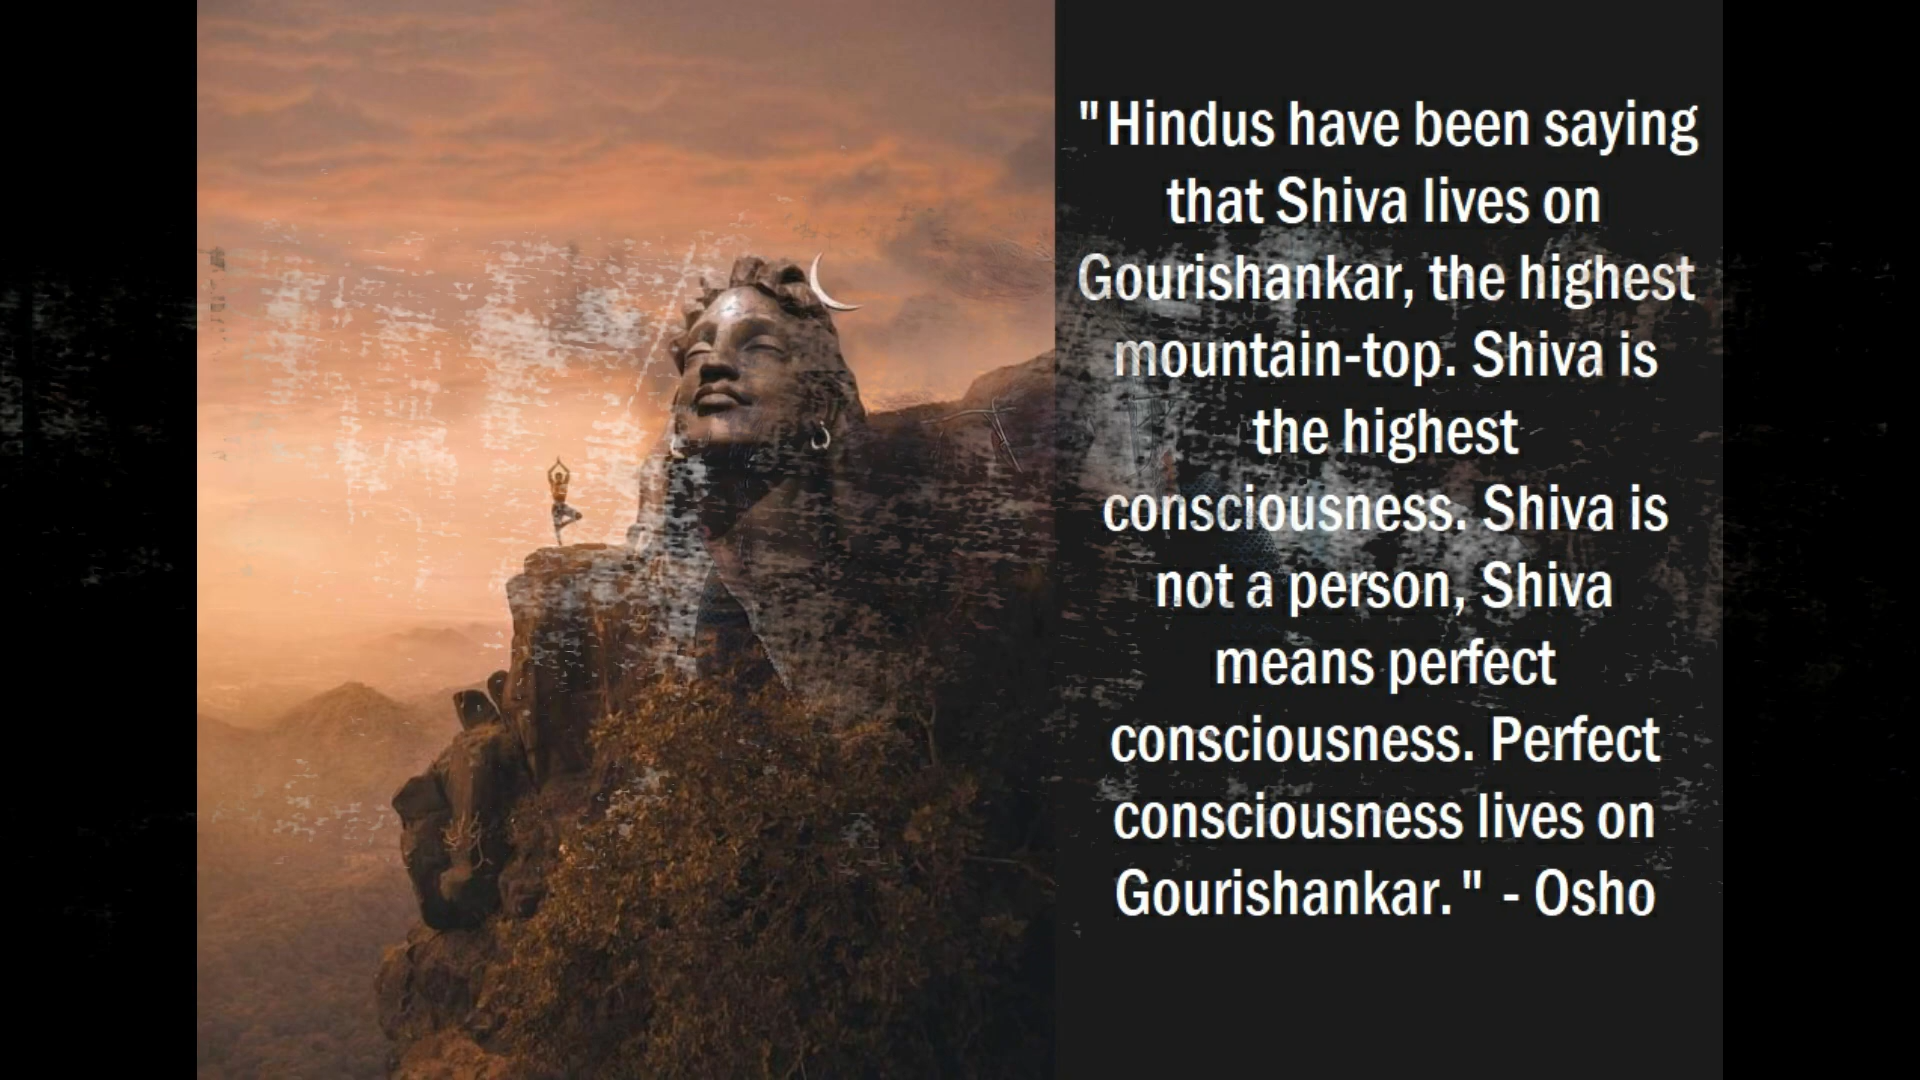 "Hindus have been saying
that Shiva lives on
Gourishankar, the highest
mountain-top. Shiva is
the highest
consciousness. Shiva is
not a person, Shiva
means perfect
consciousness. Perfect
consciousness lives on
Gourishankar." - Osho